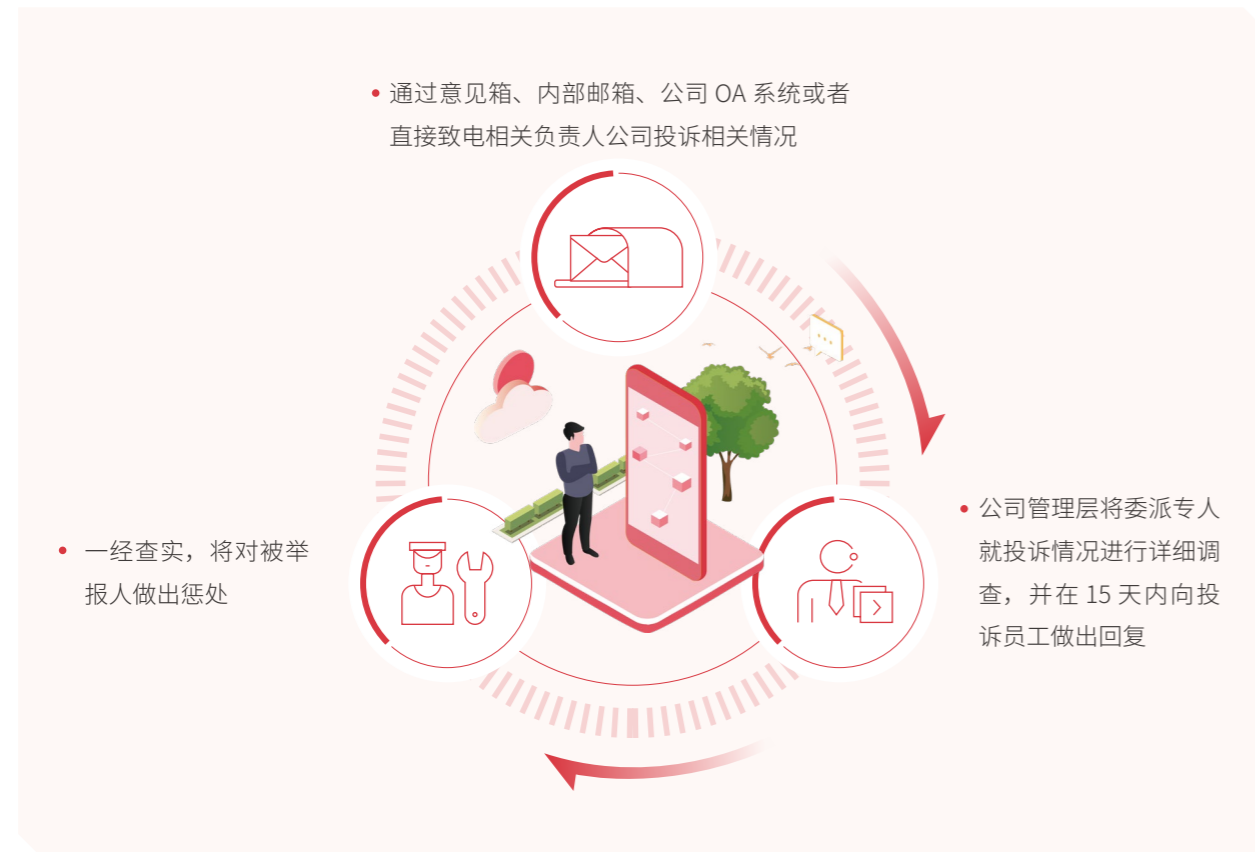 通过意见箱、内部邮箱、公司 OA 系统或者
直接致电相关负责人公司投诉相关情况
公司管理层将委派专人
就投诉情况进行详细调
查，并在 15 天内向投
诉员工做出回复
一经查实，将对被举
报人做出惩处